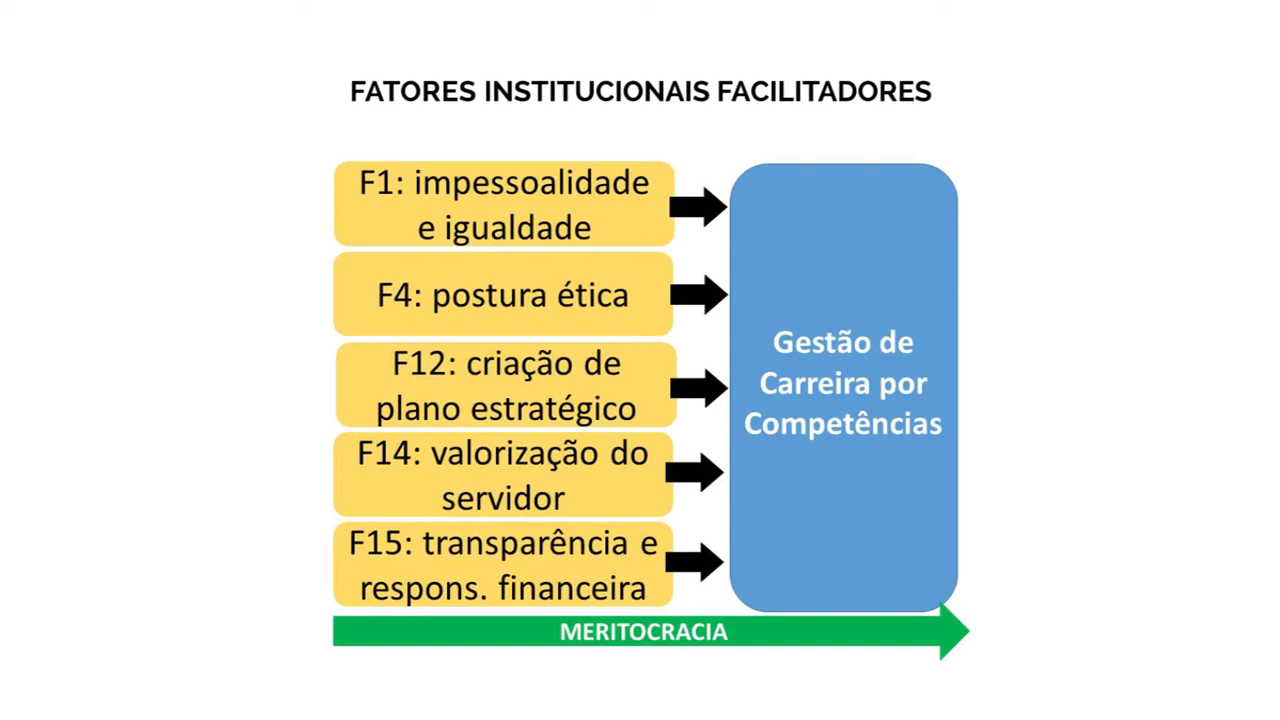 FATORES INSTITUCIONAIS FACILITADORES
F1: impessoalidade
e igualdade
F4: postura ética
F12: criação de
plano estratégico
F14: valorização do
servidor
F15: transparência e
respons. financeira
Gestão de
Carreira por
Competências
MERITOCRACIA